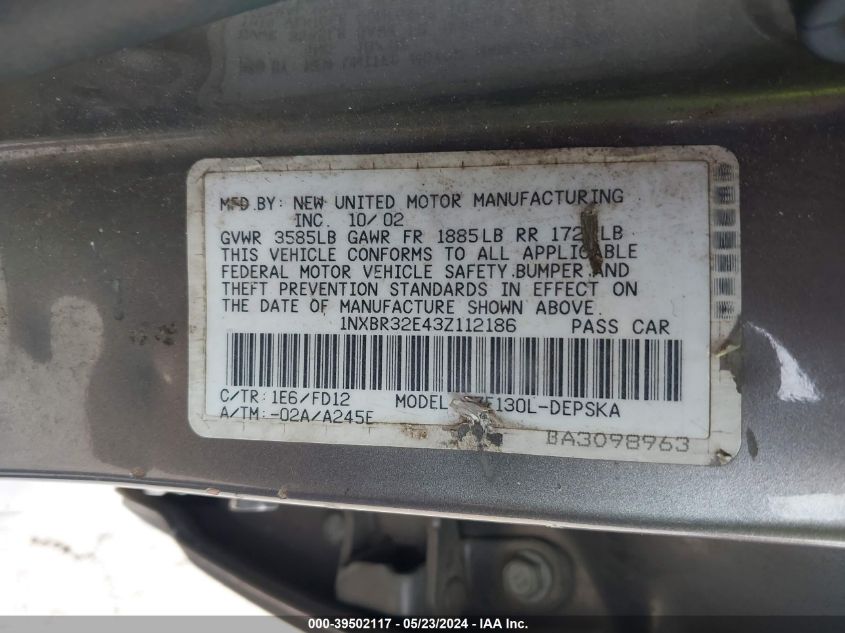 MFD.BY: NEW UNITED MOTOR MANUFACTURING
INC. 10/02
GVWR 3585LB GAWR FR 1885LB RR LB
THIS VEHICLE CONFORMS TO ALL APPLICABLE
FEDERAL MOTOR VEHICLE SAFETY.BUMPER.AND
THEFT PREVENTION STANDARDS IN EFFECT ON
THE DATE OF MANUFACTURE SHOWN ABOVE.
1NXBR32E43Z112186 PASS CAR
C/TR: 1E6/FD12 MODEL
A/TM: -02A/A245E
BA3098963
000-39502117 - 05/23/2024 - IAA Inc.